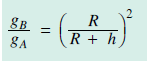 g_B / g_A = ( R / (R + h) )^2